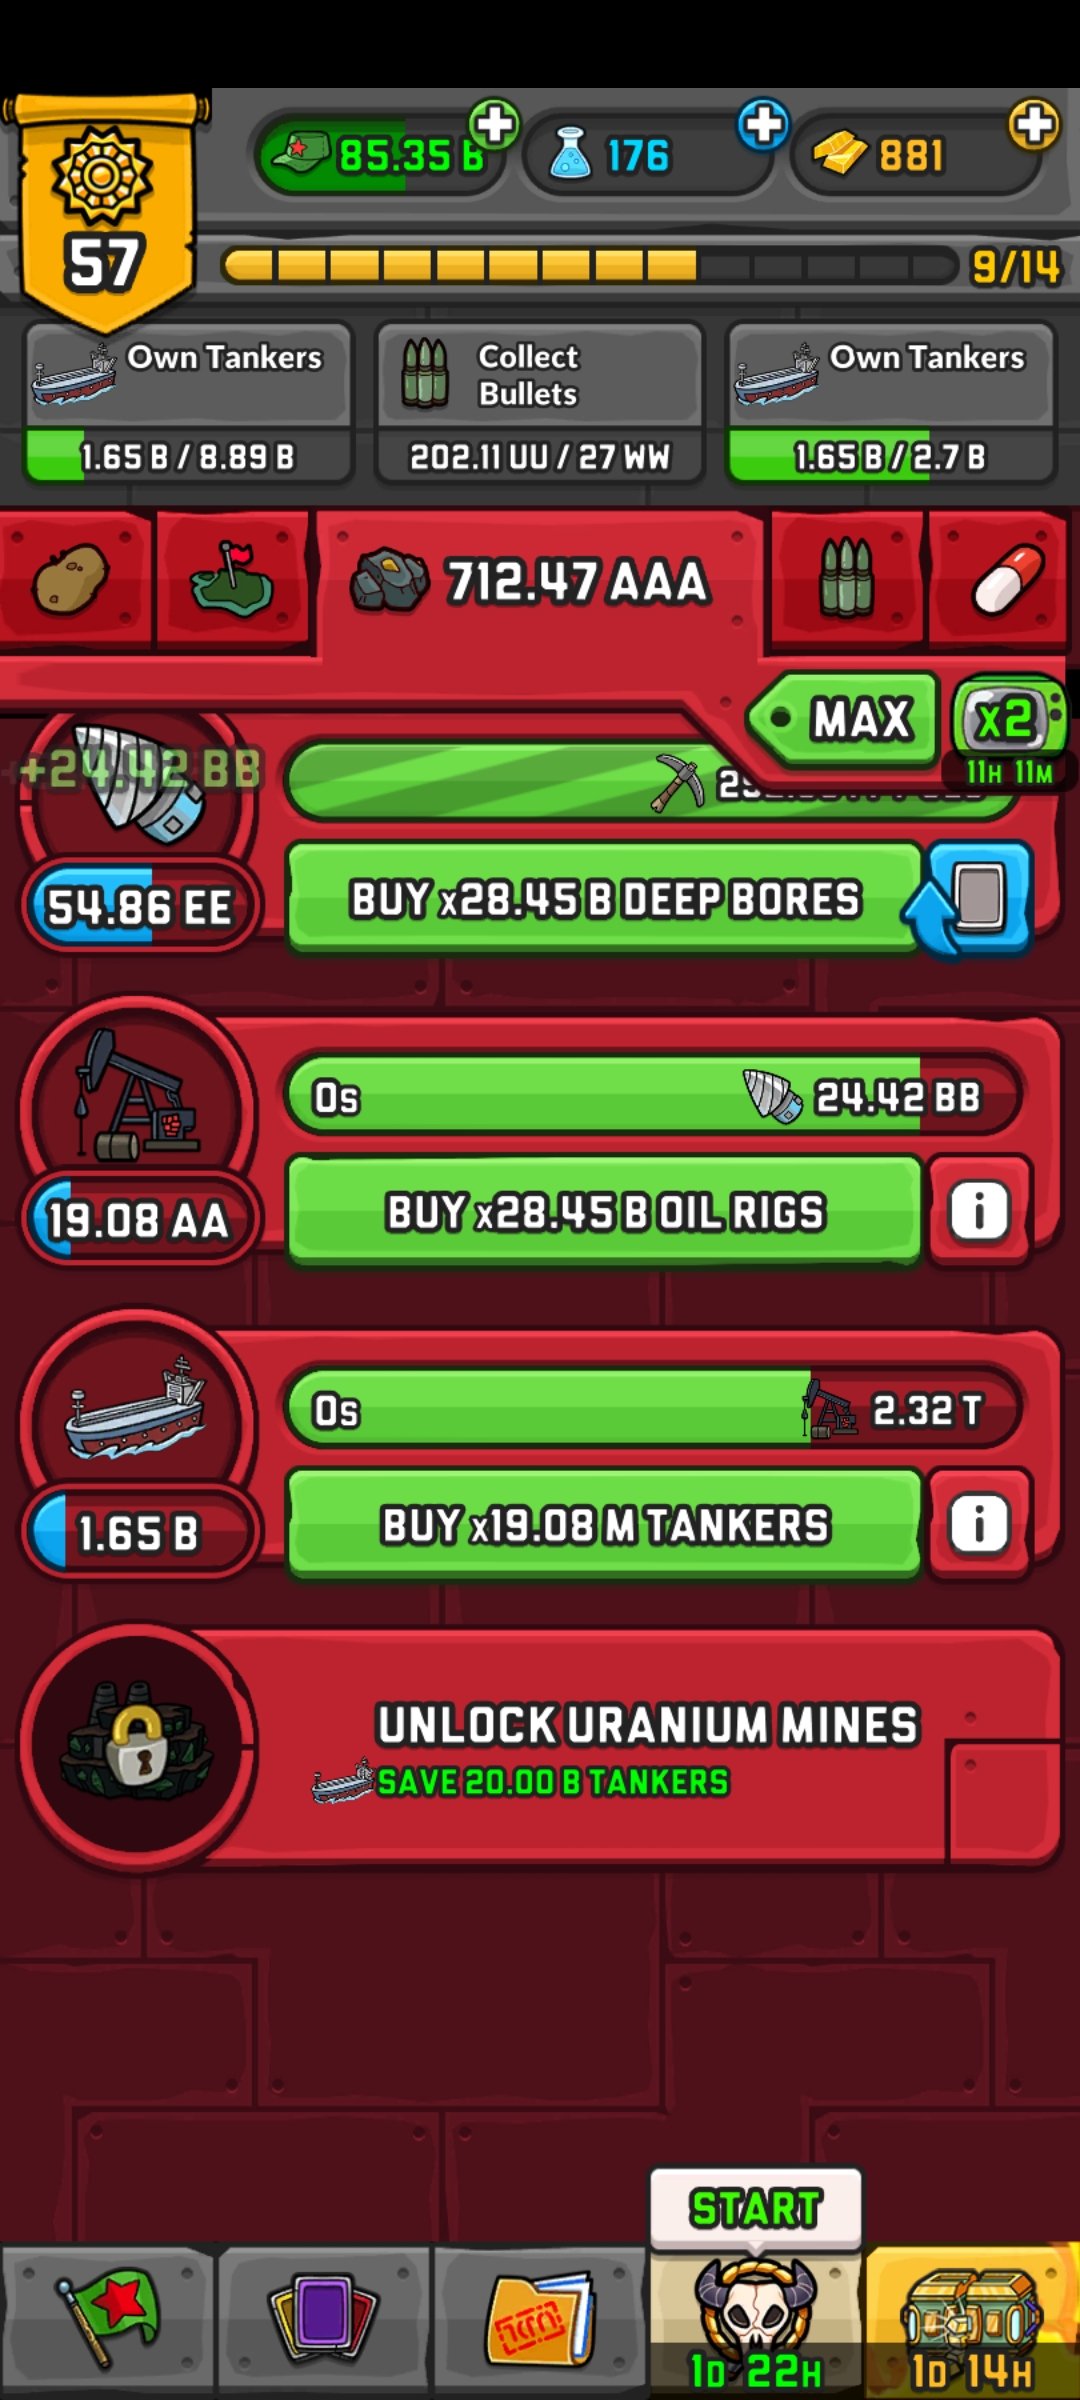 85.35 B
176
881
57
9/14
Own Tankers
1.65 B / 8.89 B
Collect
Bullets
202.11 UU / 27 WW
Own Tankers
1.65 B / 2.7 B
712.47 AAA
MAX
x2
11H 11M
+24.42 BB
54.86 EE
BUY x28.45 B DEEP BORES
0s
24.42 BB
19.08 AA
BUY x28.45 B OIL RIGS
i
0s
2.32 T
1.65 B
BUY x19.08 M TANKERS
i
UNLOCK URANIUM MINES
SAVE 20.00 B TANKERS
START
1D 22H
1D 14H